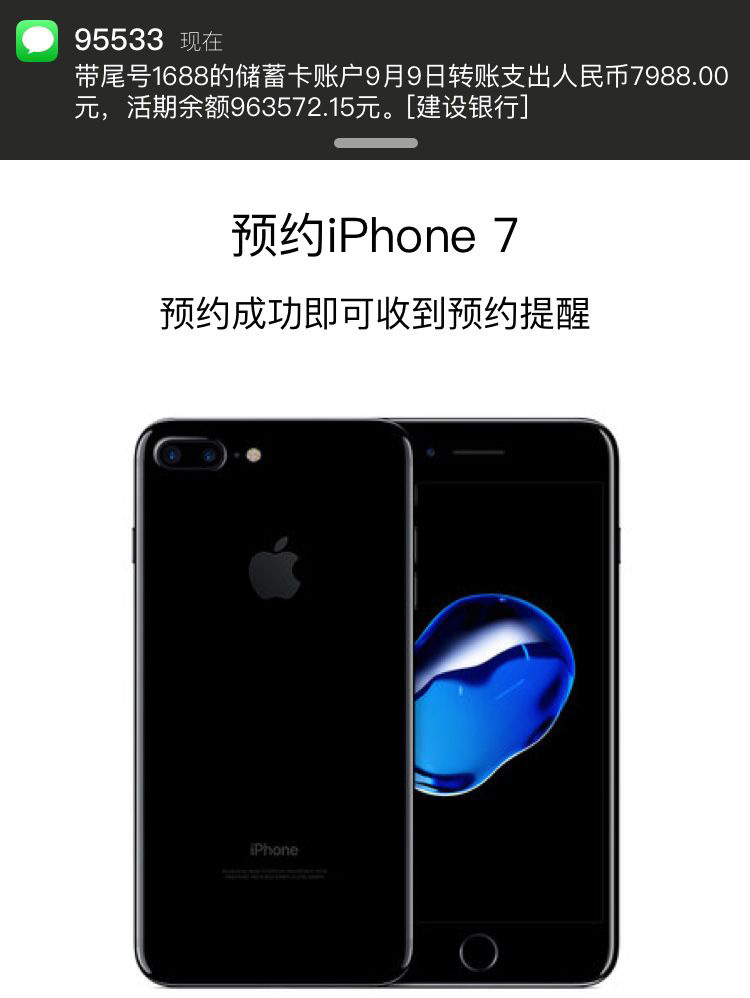 95533 现在
带尾号1688的储蓄卡账户9月9日转账支出人民币7988.00
元，活期余额963572.15元。[建设银行]
预约iPhone 7
预约成功即可收到预约提醒
iPhone